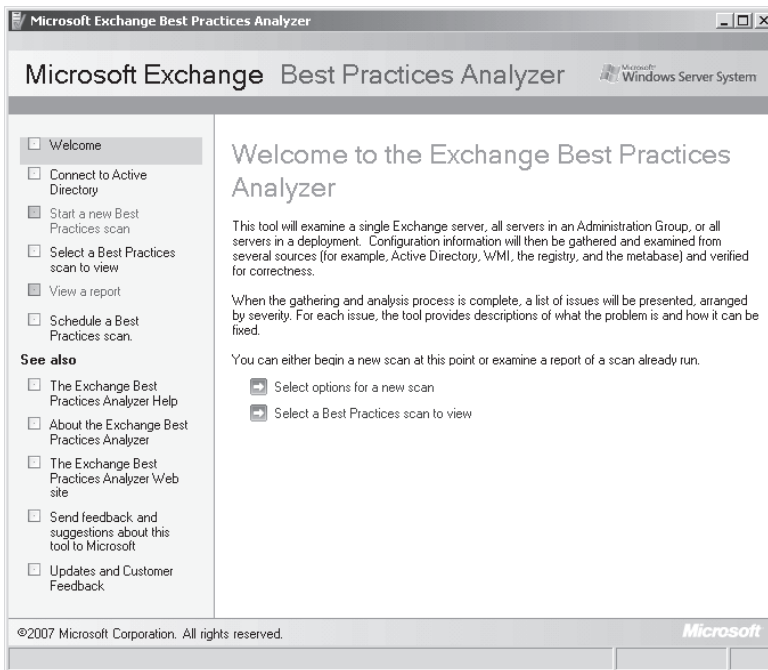 Microsoft Exchange Best Practices Analyzer
Microsoft Exchange Best Practices Analyzer
Microsoft
Windows Server System
Welcome
Connect to Active
Directory
Start a new Best
Practices scan
Select a Best Practices
scan to view
View a report
Schedule a Best
Practices scan.
See also
The Exchange Best
Practices Analyzer Help
About the Exchange Best
Practices Analyzer
The Exchange Best
Practices Analyzer Web
site
Send feedback and
suggestions about this
tool to Microsoft
Updates and Customer
Feedback
Welcome to the Exchange Best Practices
Analyzer
This tool will examine a single Exchange server, all servers in an Administration Group, or all
servers in a deployment. Configuration information will then be gathered and examined from
several sources (for example, Active Directory, WMI, the registry, and the metabase) and verified
for correctness.
When the gathering and analysis process is complete, a list of issues will be presented, arranged
by severity. For each issue, the tool provides descriptions of what the problem is and how it can be
fixed.
You can either begin a new scan at this point or examine a report of a scan already run.
Select options for a new scan
Select a Best Practices scan to view
©2007 Microsoft Corporation. All rights reserved.
Microsoft